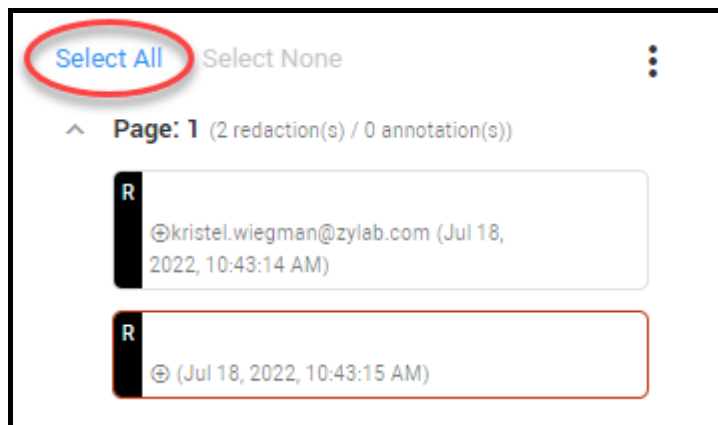 Select All Select None
Page: 1 (2 redaction(s) / 0 annotation(s))
R
⊕kristel.wiegman@zylab.com (Jul 18,
2022, 10:43:14 AM)
R
⊕ (Jul 18, 2022, 10:43:15 AM)